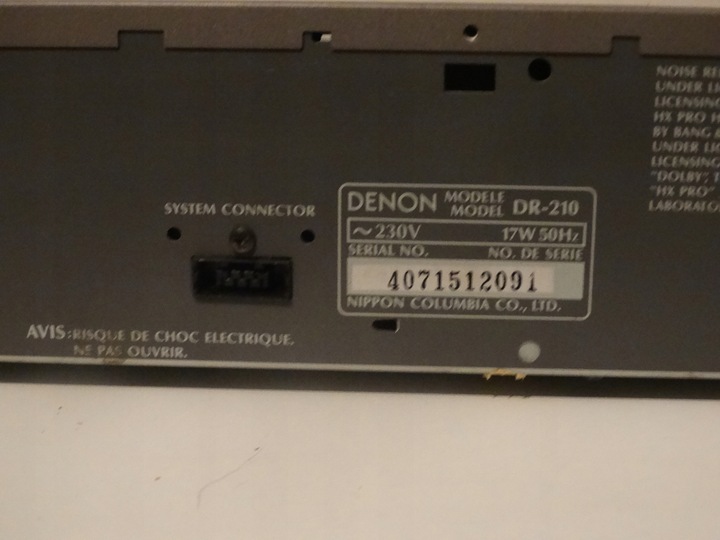 NOISE RE
UNDER LI
LICENSING
HX PRO H
BY BANG &
UNDER LIC
LICENSING
"DOLBY", T
"HX PRO"
LABORATO
SYSTEM CONNECTOR
DENON MODELE MODEL DR-210
~230V 17W 50Hz
SERIAL NO. NO. DE SERIE
4071512091
NIPPON COLUMBIA CO., LTD.
AVIS:RISQUE DE CHOC ELECTRIQUE.
NE PAS OUVRIR.